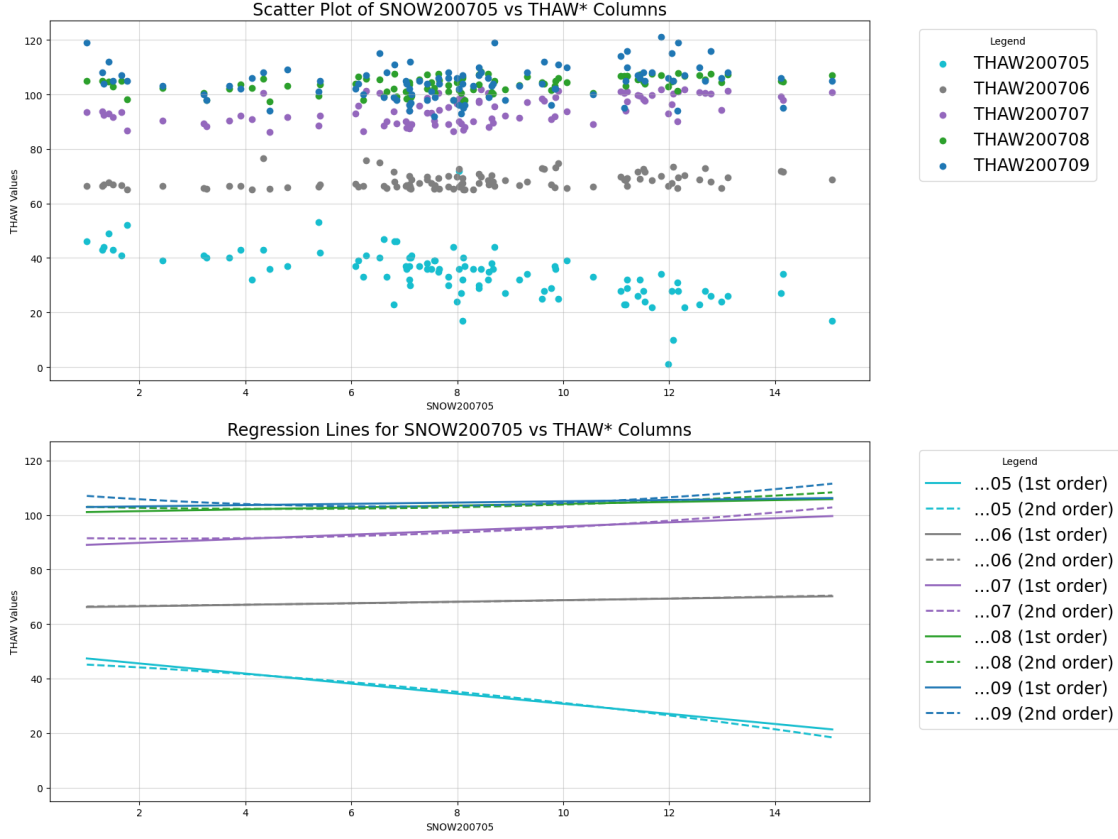 Scatter Plot of SNOW200705 vs THAW* Columns
120
100
80
60
40
20
0
THAW Values
2 4 6 8 10 12 14
SNOW200705
Legend
THAW200705
THAW200706
THAW200707
THAW200708
THAW200709
Regression Lines for SNOW200705 vs THAW* Columns
120
100
80
60
40
20
0
THAW Values
2 4 6 8 10 12 14
SNOW200705
Legend
...05 (1st order)
...05 (2nd order)
...06 (1st order)
...06 (2nd order)
...07 (1st order)
...07 (2nd order)
...08 (1st order)
...08 (2nd order)
...09 (1st order)
...09 (2nd order)